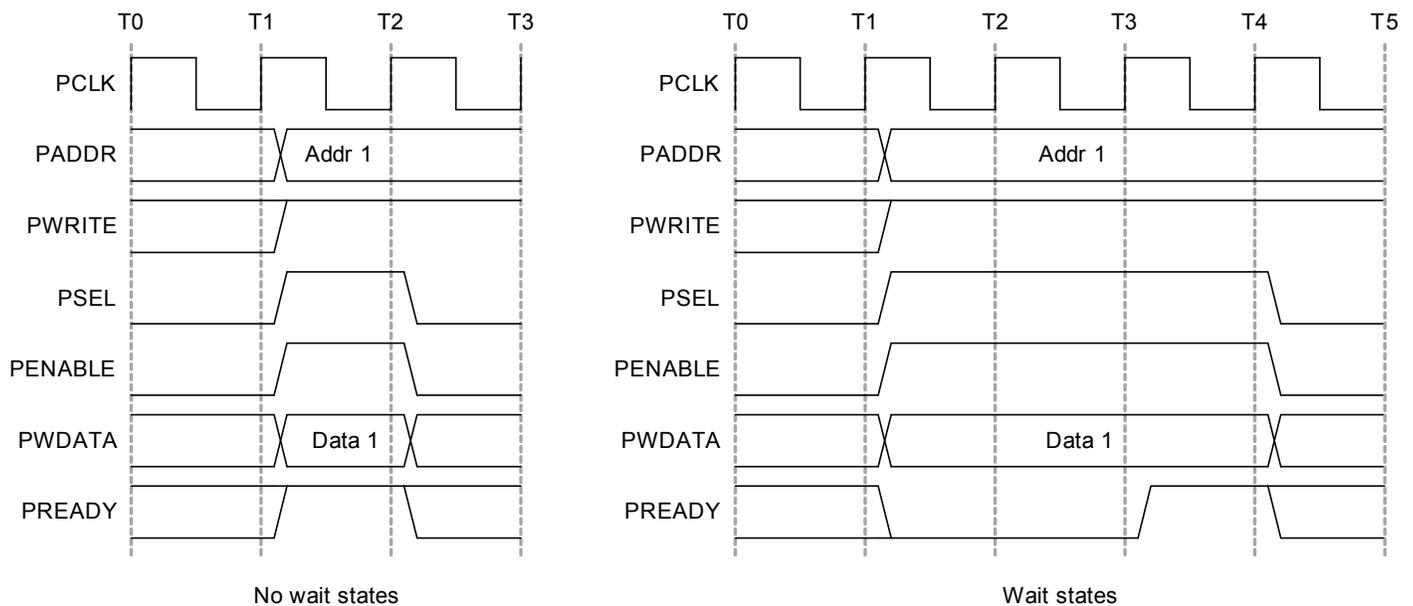 T0 T1 T2 T3
PCLK
PADDR Addr 1
PWRITE
PSEL
PENABLE
PWDATA Data 1
PREADY
No wait states
T0 T1 T2 T3 T4 T5
PCLK
PADDR Addr 1
PWRITE
PSEL
PENABLE
PWDATA Data 1
PREADY
Wait states